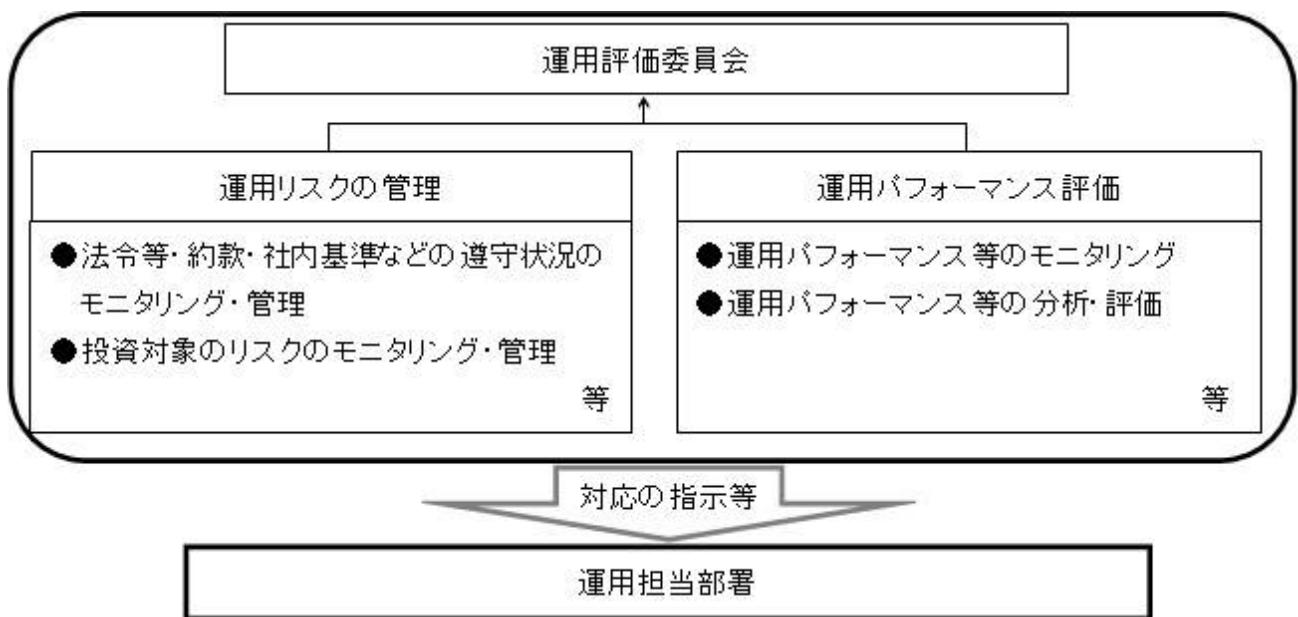 運用評価委員会
運用リスクの管理
●法令等・約款・社内基準などの遵守状況の
モニタリング・管理
●投資対象のリスクのモニタリング・管理
等
運用パフォーマンス評価
●運用パフォーマンス等のモニタリング
●運用パフォーマンス等の分析・評価
等
対応の指示等
運用担当部署